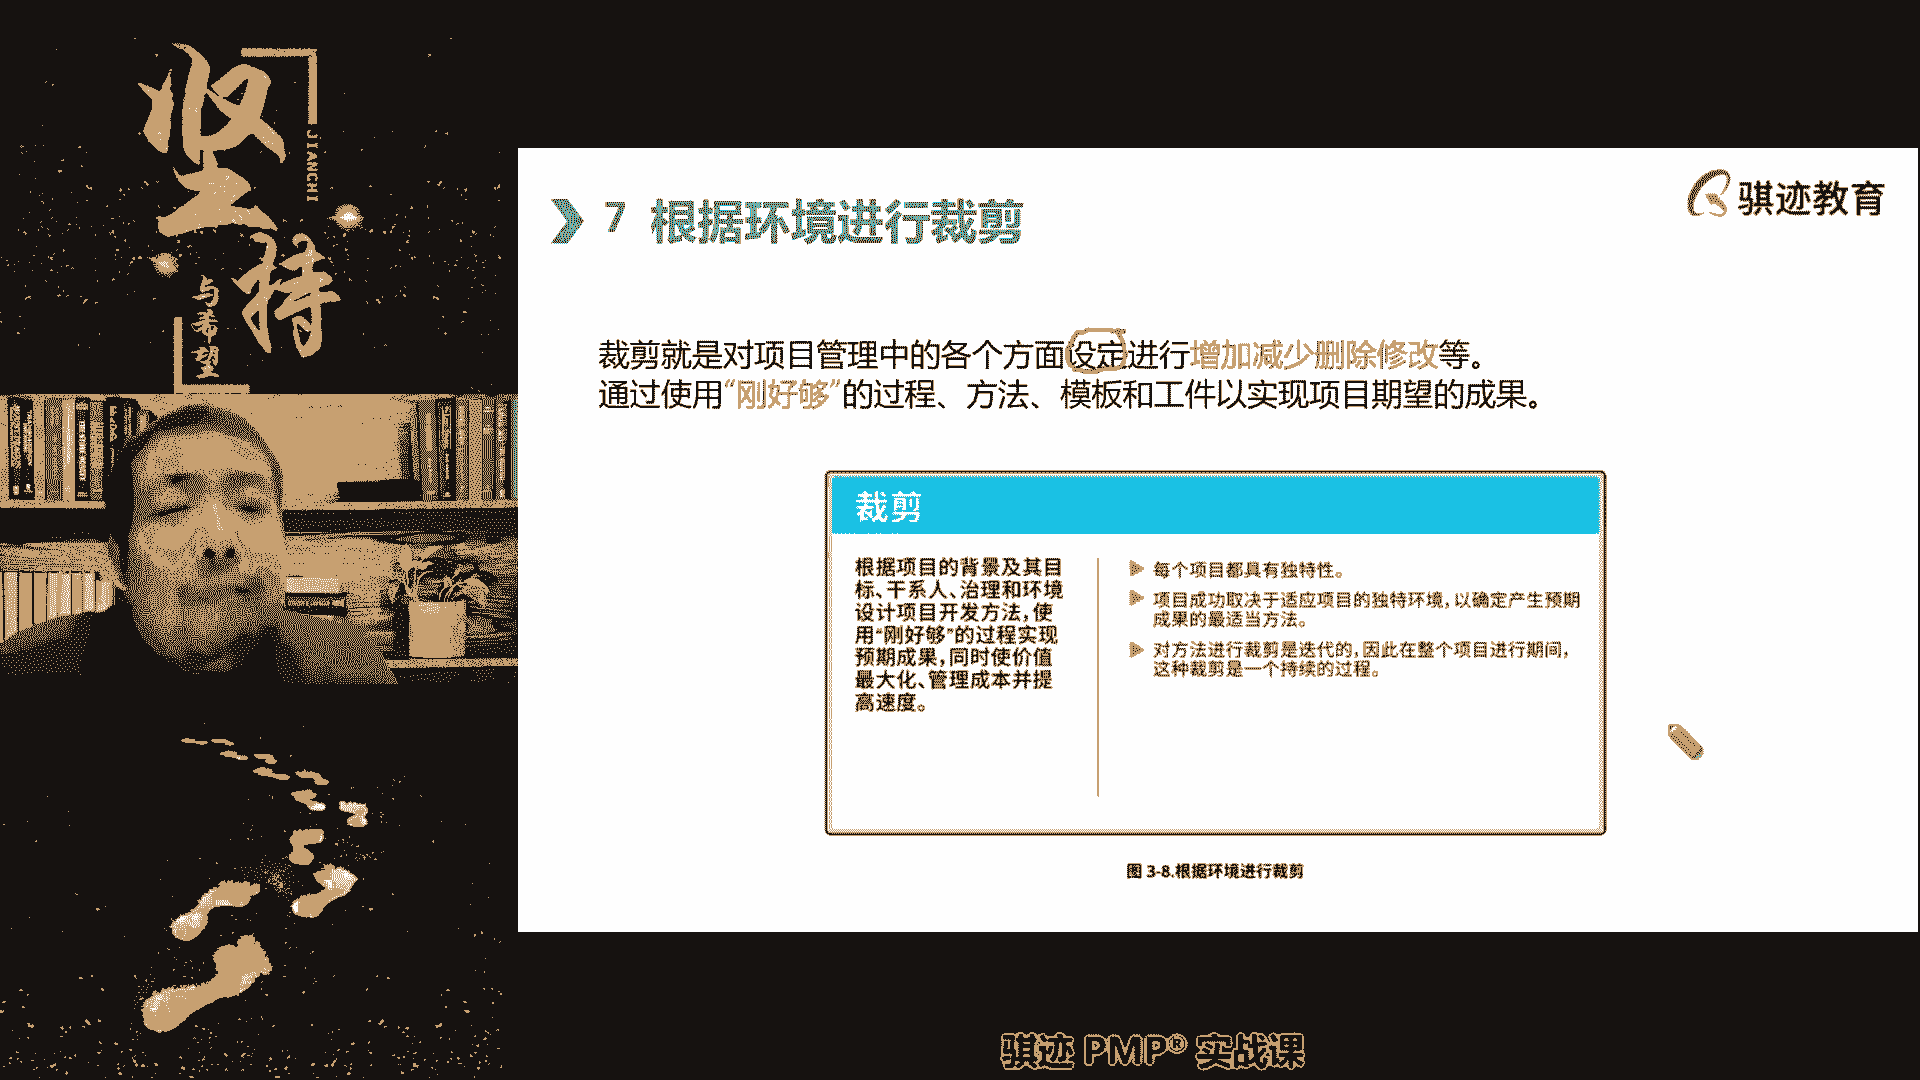 坚持
JIANCHI
与希望
骐迹教育
7 根据环境进行裁剪
裁剪就是对项目管理中的各个方面设定进行增加减少删除修改等。
通过使用“刚好够”的过程、方法、模板和工件以实现项目期望的成果。
裁剪
根据项目的背景及其目
标、干系人、治理和环境
设计项目开发方法，使
用“刚好够”的过程实现
预期成果，同时使价值
最大化、管理成本并提
高速度。
每个项目都具有独特性。
项目成功取决于适应项目的独特环境，以确定产生预期
成果的最适当方法。
对方法进行裁剪是迭代的，因此在整个项目进行期间，
这种裁剪是一个持续的过程。
图 3-8.根据环境进行裁剪
骐迹 PMP® 实战课